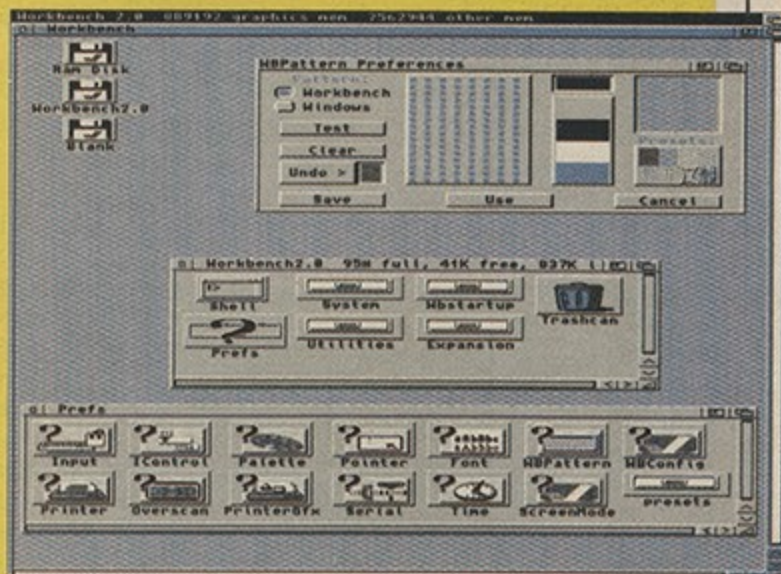 Workbench 2.0 889192 graphics mem 7562944 other mem
Workbench
Ram Disk
Workbench2.0
Blank
WBPattern Preferences
Pattern:
Workbench
Windows
Test
Clear
Undo >
Presets:
Save Use Cancel
Workbench2.0 95% full, 41K free, 837K i
Shell System Wbstartup Trashcan
Prefs Utilities Expansion
Prefs
Input IControl Palette Pointer Font WBPattern WBConfig
Printer Overscan PrinterGfx Serial Time ScreenMode presets